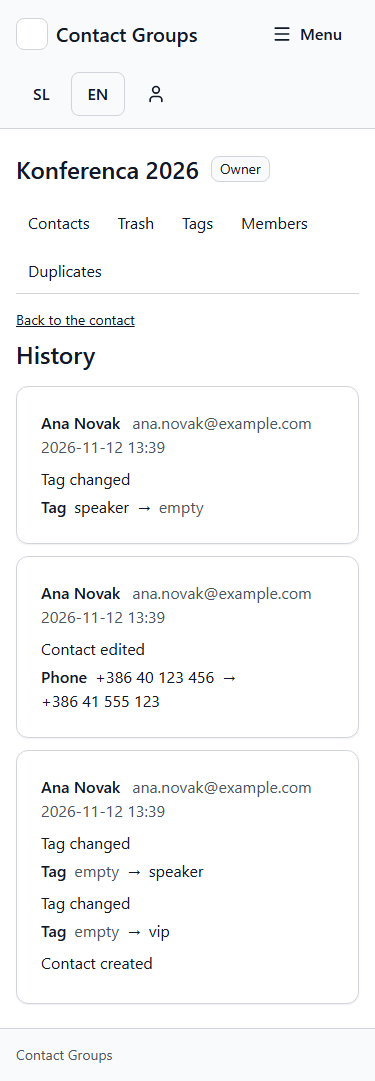 Contact Groups
Menu
SL
EN
Konferenca 2026 Owner
Contacts Trash Tags Members
Duplicates
Back to the contact
History
Ana Novak ana.novak@example.com
2026-11-12 13:39
Tag changed
Tag speaker → empty
Ana Novak ana.novak@example.com
2026-11-12 13:39
Contact edited
Phone +386 40 123 456 →
+386 41 555 123
Ana Novak ana.novak@example.com
2026-11-12 13:39
Tag changed
Tag empty → speaker
Tag changed
Tag empty → vip
Contact created
Contact Groups